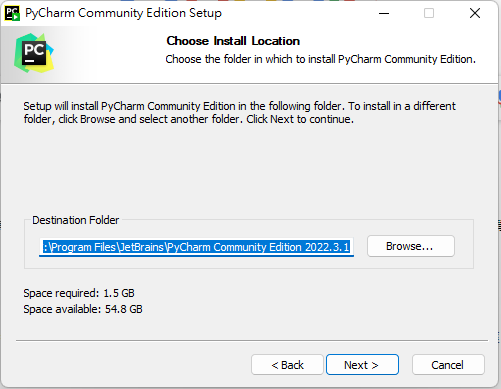 PyCharm Community Edition Setup
PC
Choose Install Location
Choose the folder in which to install PyCharm Community Edition.
Setup will install PyCharm Community Edition in the following folder. To install in a different
folder, click Browse and select another folder. Click Next to continue.
Destination Folder
:\Program Files\JetBrains\PyCharm Community Edition 2022.3.1
Browse...
Space required: 1.5 GB
Space available: 54.8 GB
< Back
Next >
Cancel